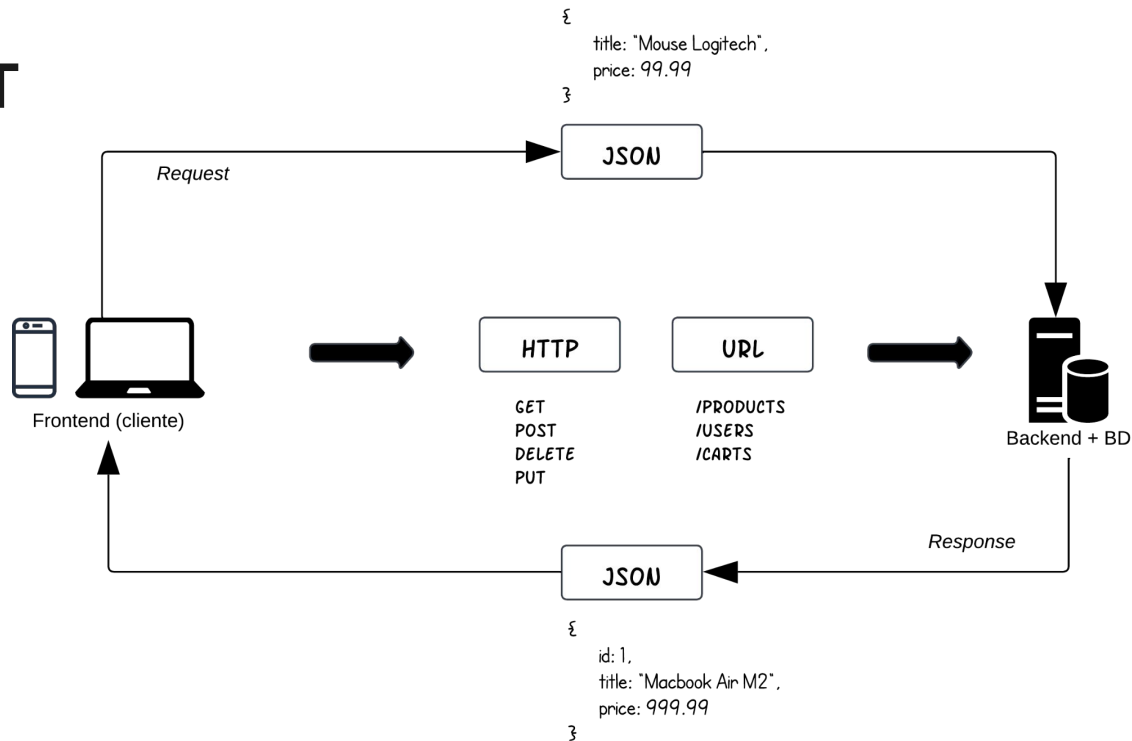 T
{
title: "Mouse Logitech",
price: 99.99
}
JSON
Request
HTTP
URL
GET
POST
DELETE
PUT
/PRODUCTS
/USERS
/CARTS
Frontend (cliente)
Backend + BD
Response
JSON
{
id: 1,
title: "Macbook Air M2",
price: 999.99
}